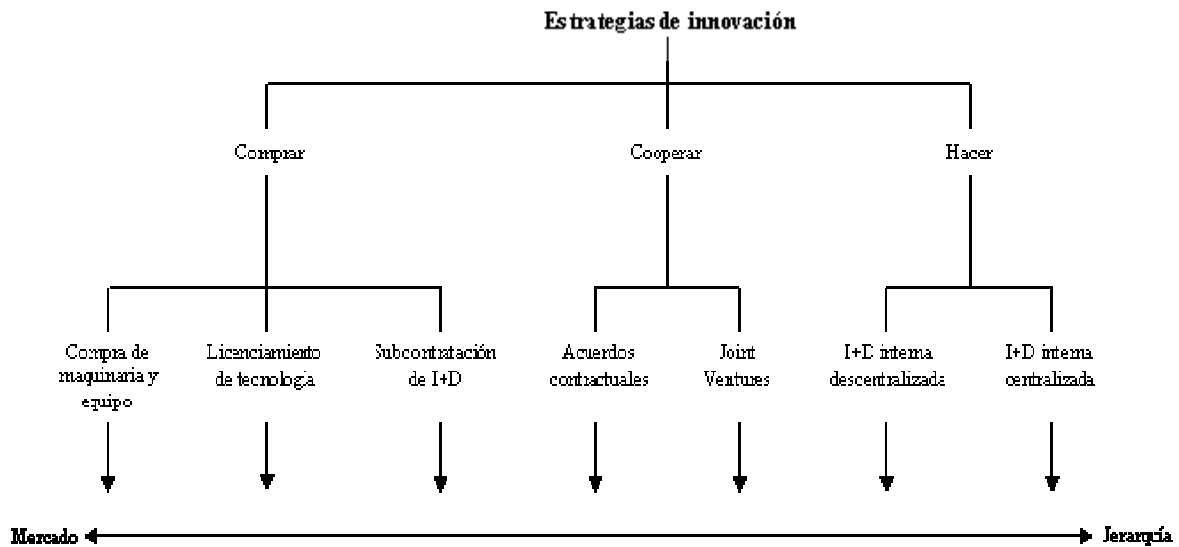 Estrategias de innovación
Comprar
Cooperar
Hacer
Compra de
maquinaria y
equipo
Licenciamiento
de tecnología
Subcontratación
de I+D
Acuerdos
contractuales
Joint
Ventures
I+D interna
descentralizada
I+D interna
centralizada
Mercado
Jerarquía